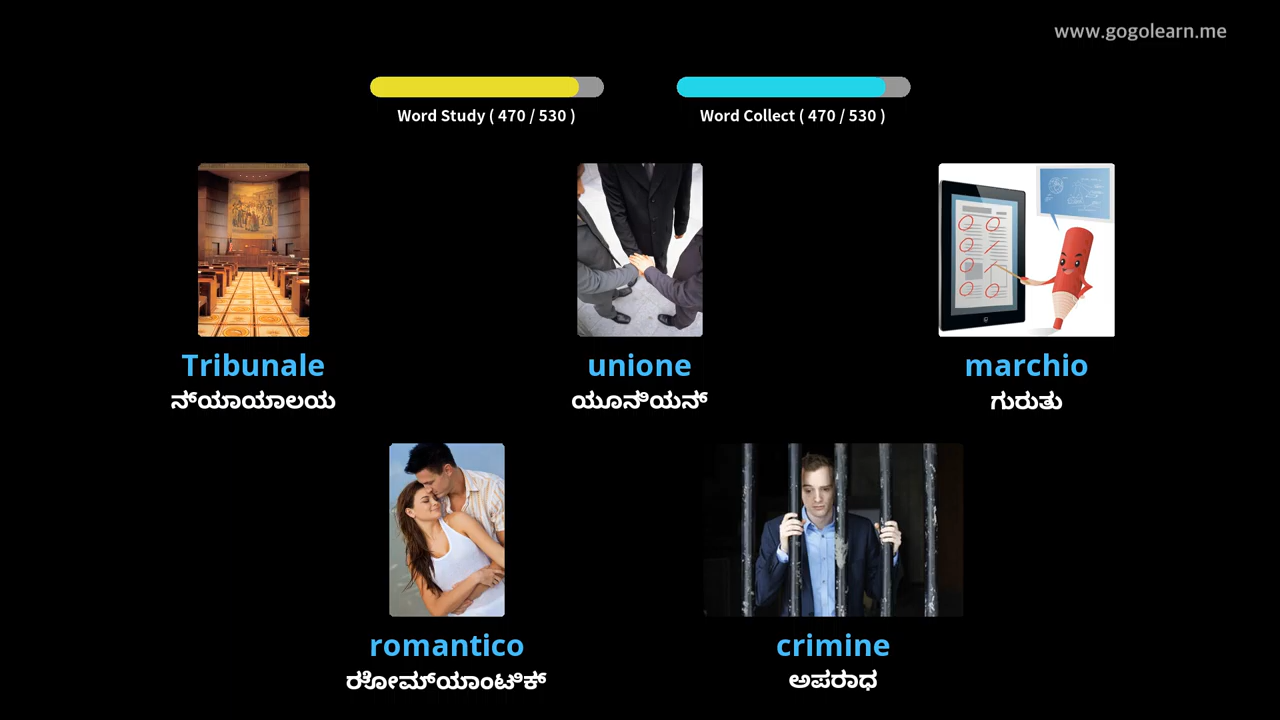 www.gogolearn.me
Word Study ( 470 / 530 )
Word Collect ( 470 / 530 )
Tribunale
ನ್ಯಾಯಾಲಯ
unione
ಯೂನಿಯನ್
marchio
ಗುರುತು
romantico
ರೋಮ್ಯಾಂಟಿಕ್
crimine
ಅಪರಾಧ